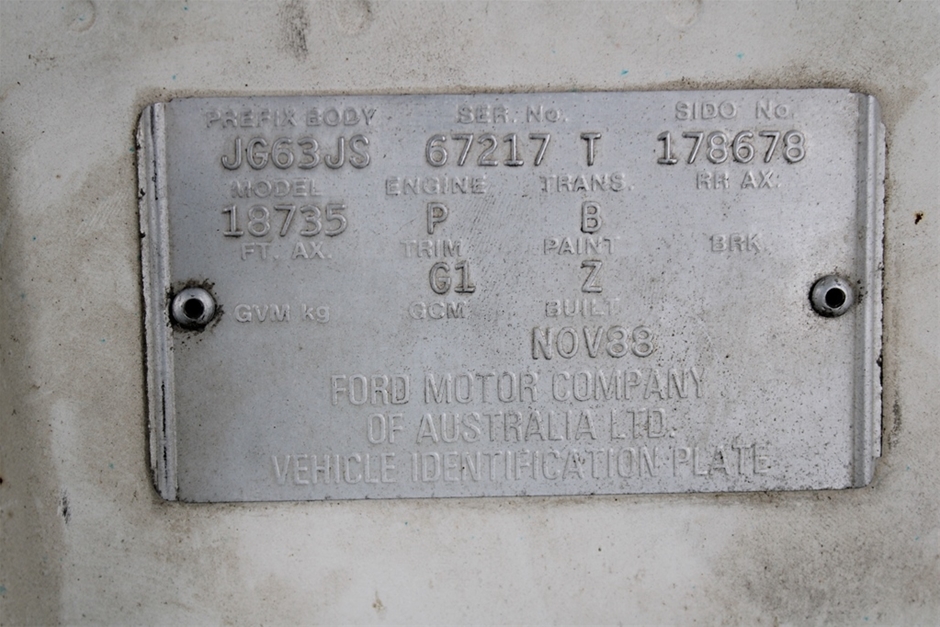 PREFIX BODY SER. No. SIDO No.
JG63JS 67217 T 178678
MODEL ENGINE TRANS. RR AX.
18735 P B
FT. AX. TRIM PAINT BRK.
G1 Z
GVM kg GCM BUILT
NOV88
FORD MOTOR COMPANY
OF AUSTRALIA LTD.
VEHICLE IDENTIFICATION PLATE